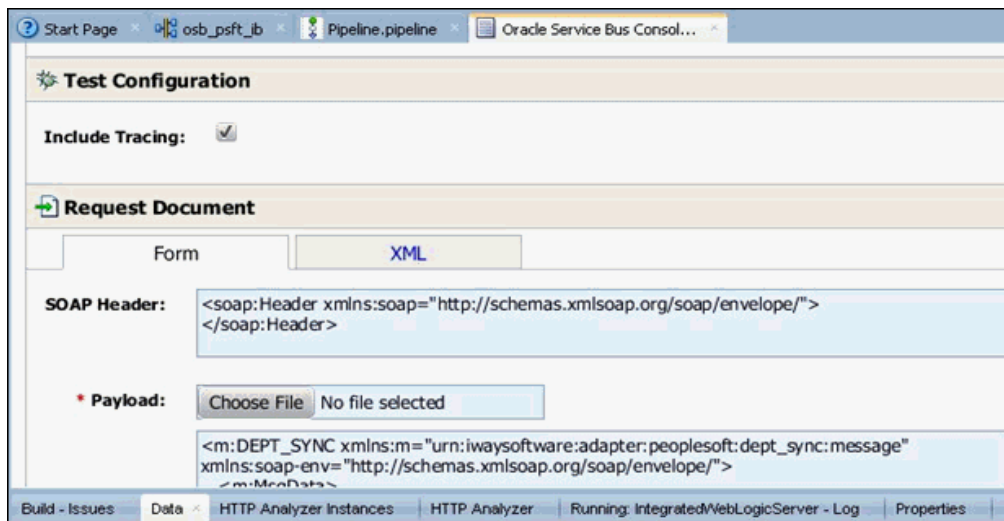 Start Page osb_psft_ib Pipeline.pipeline Oracle Service Bus Consol...
Test Configuration
Include Tracing:
Request Document
Form XML
SOAP Header: <soap:Header xmlns:soap="http://schemas.xmlsoap.org/soap/envelope/">
</soap:Header>
* Payload: Choose File No file selected
<m:DEPT_SYNC xmlns:m="urn:iwaysoftware:adapter:peoplesoft:dept_sync:message"
xmlns:soap-env="http://schemas.xmlsoap.org/soap/envelope/">
<m:MsgData>
Build - Issues Data HTTP Analyzer Instances HTTP Analyzer Running: IntegratedWebLogicServer - Log Properties